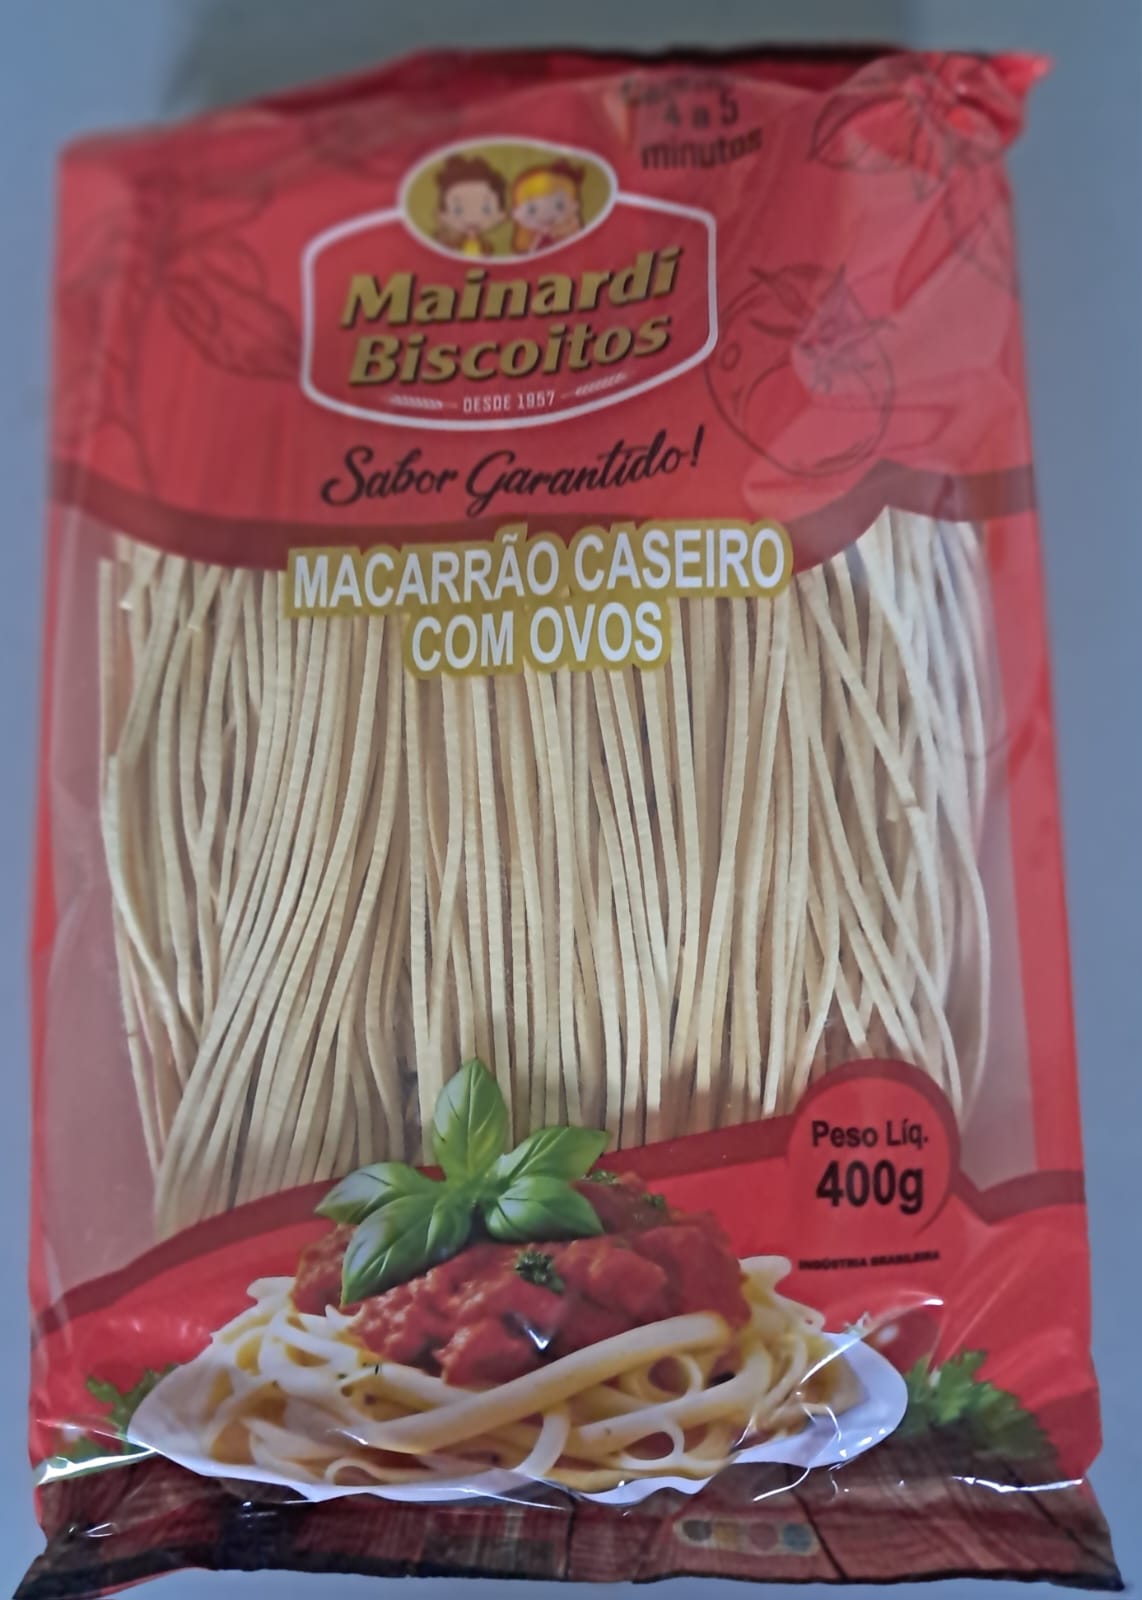 4 a 5
minutos
Mainardi
Biscoitos
DESDE 1957
Sabor Garantido!
MACARRÃO CASEIRO
COM OVOS
Peso Líq.
400g
INDÚSTRIA BRASILEIRA